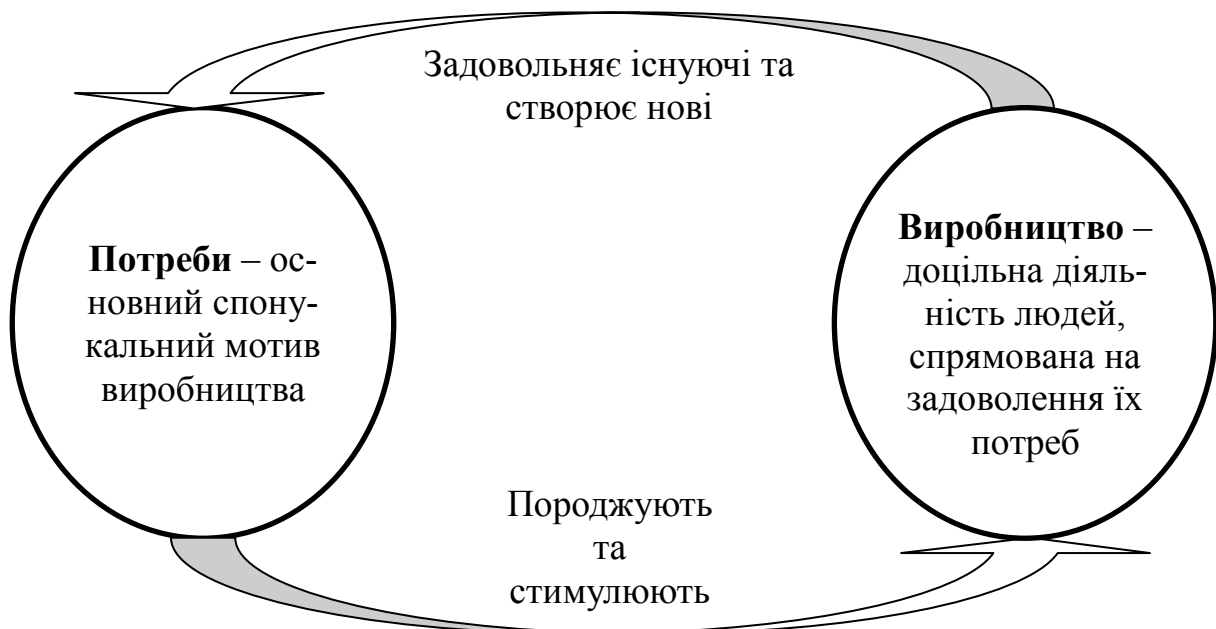 Задовольняє існуючі та
створює нові
Потреби – ос-
новний спону-
кальний мотив
виробництва
Виробництво –
доцільна діяль-
ність людей,
спрямована на
задоволення їх
потреб
Породжують
та
стимулюють